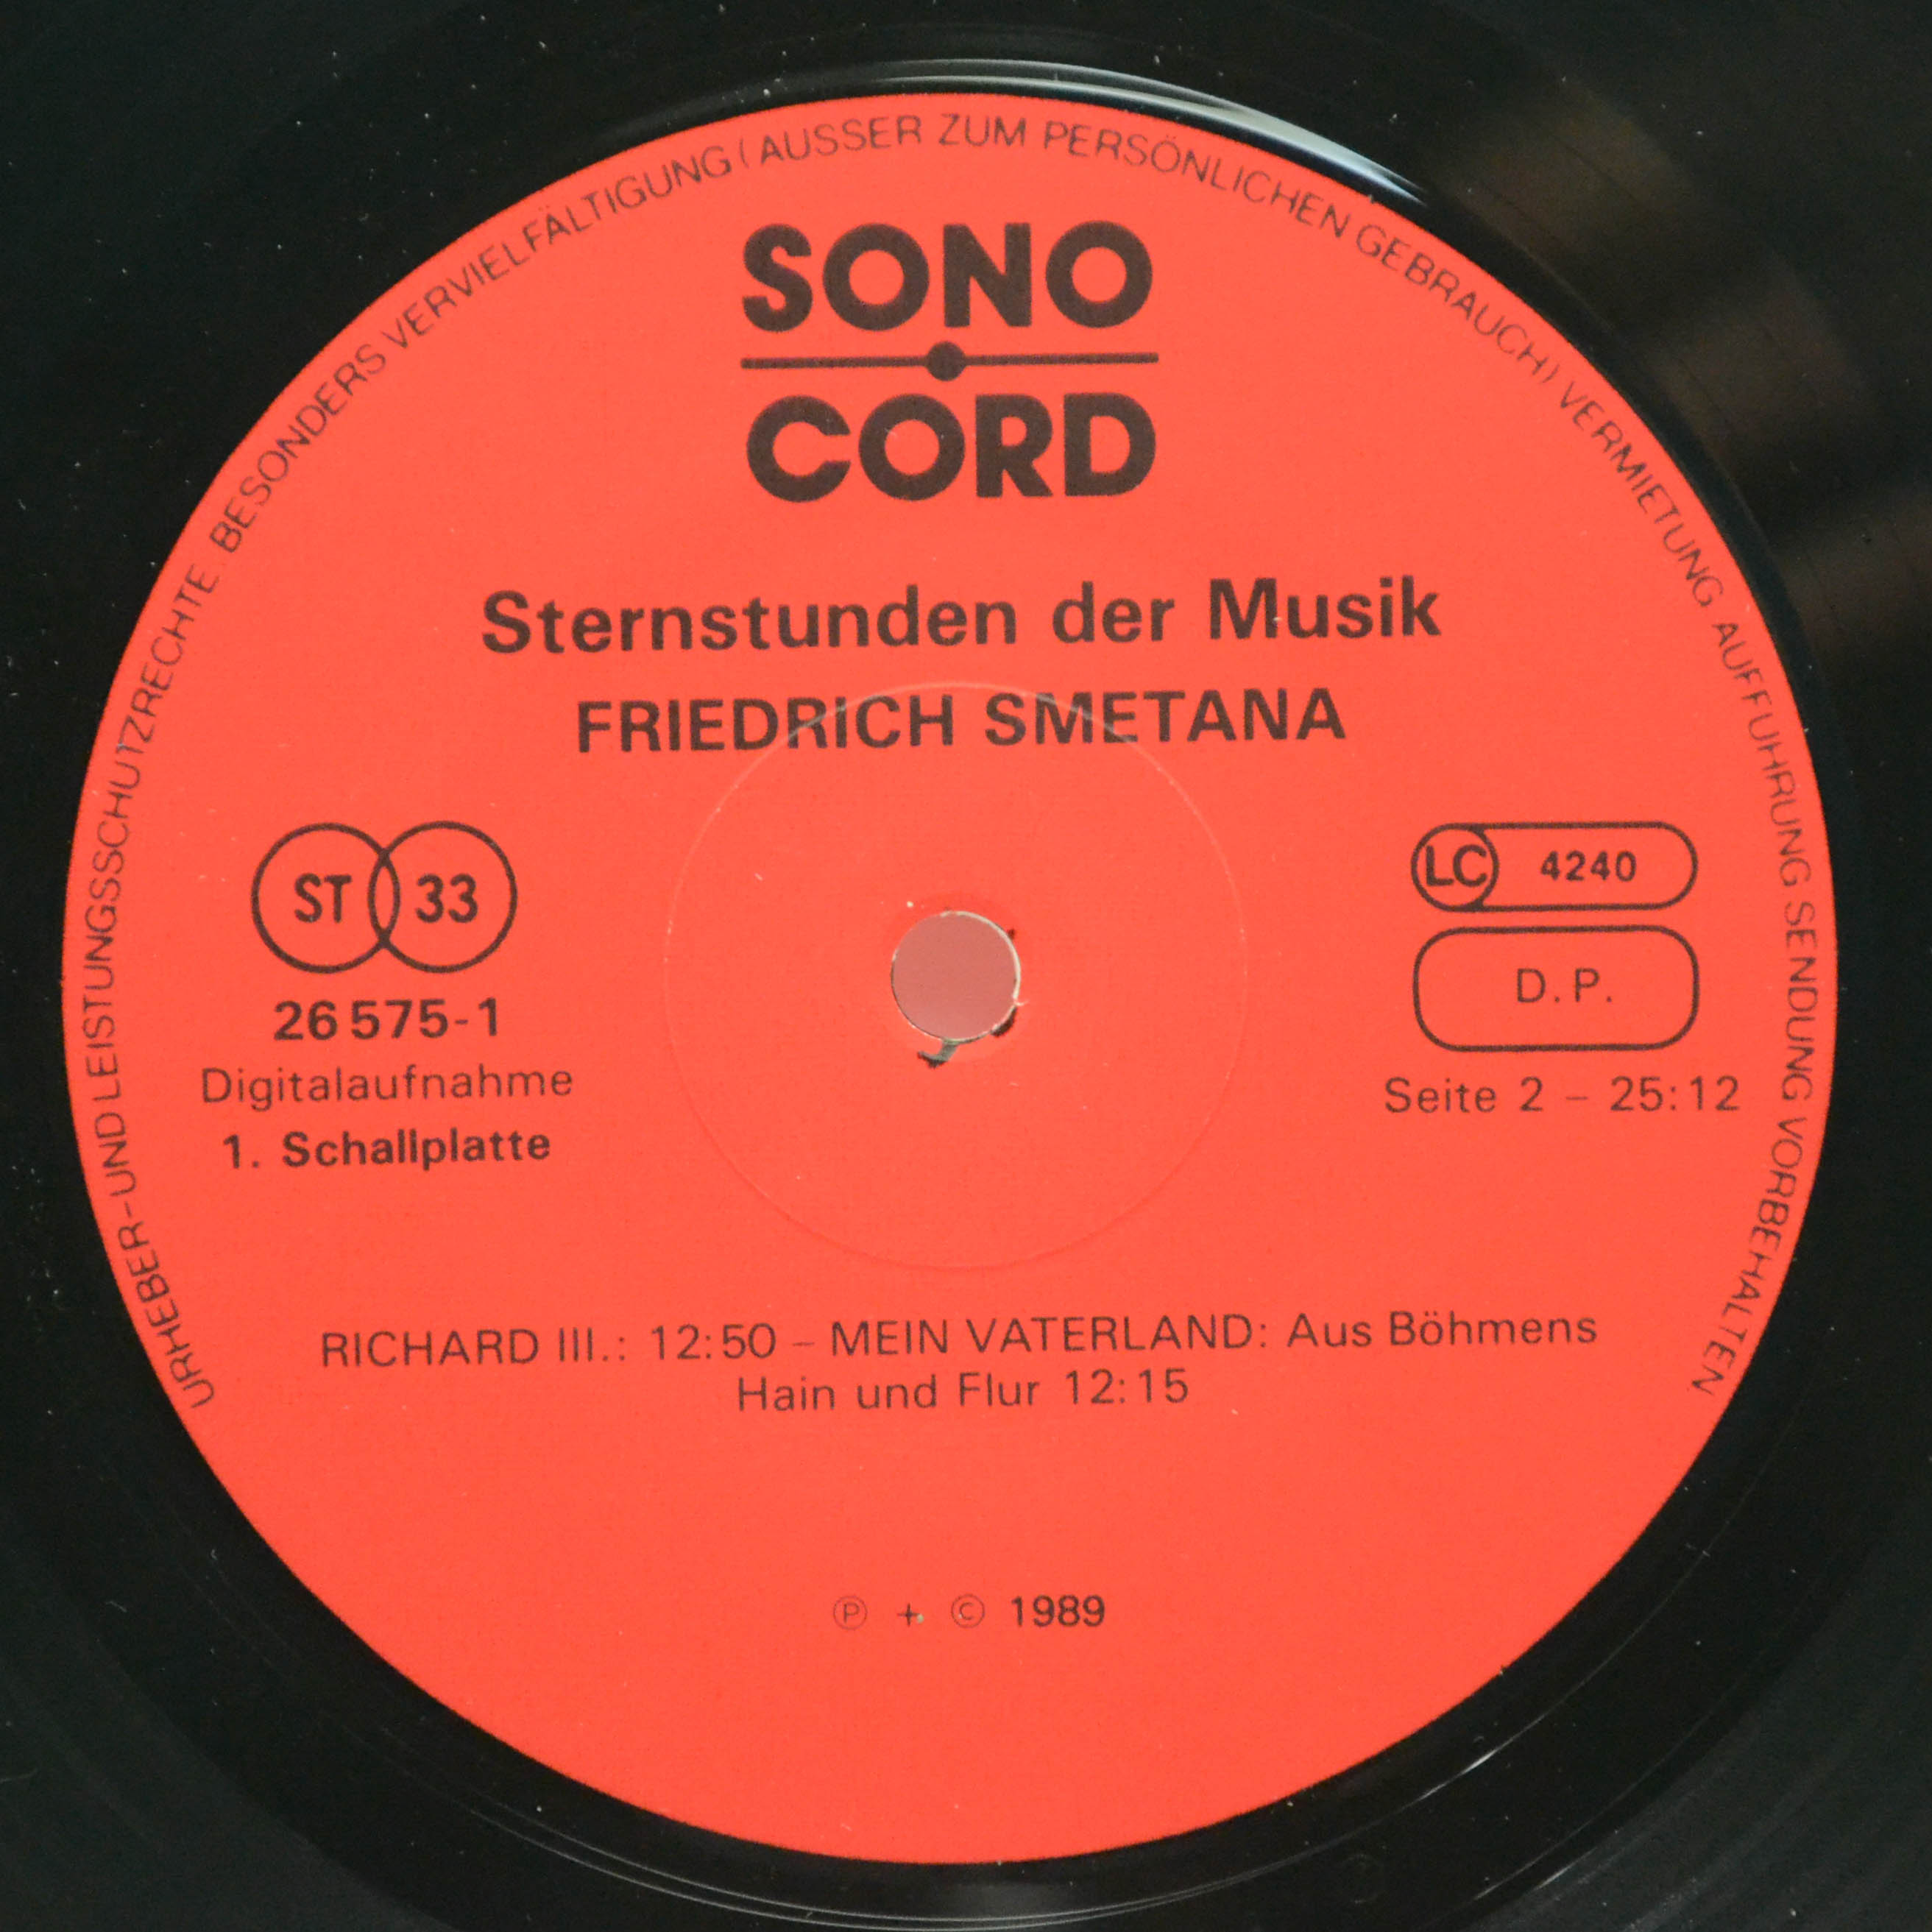 URHEBER-UND LEISTUNGSSCHUTZRECHTE. BESONDERS VERVIELFÄLTIGUNG (AUSSER ZUM PERSÖNLICHEN GEBRAUCH) VERMIETUNG AUFFÜHRUNG SENDUNG VORBEHALTEN
SONO
CORD
Sternstunden der Musik
FRIEDRICH SMETANA
ST 33
26 575-1
Digitalaufnahme
1. Schallplatte
LC 4240
D.P.
Seite 2 – 25:12
RICHARD III.: 12:50 – MEIN VATERLAND: Aus Böhmens
Hain und Flur 12:15
Ⓟ + © 1989